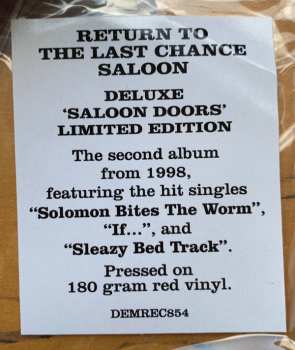 RETURN TO
THE LAST CHANCE
SALOON
DELUXE
‘SALOON DOORS’
LIMITED EDITION
The second album
from 1998,
featuring the hit singles
“Solomon Bites The Worm”,
“If...”, and
“Sleazy Bed Track”.
Pressed on
180 gram red vinyl.
DEMREC854